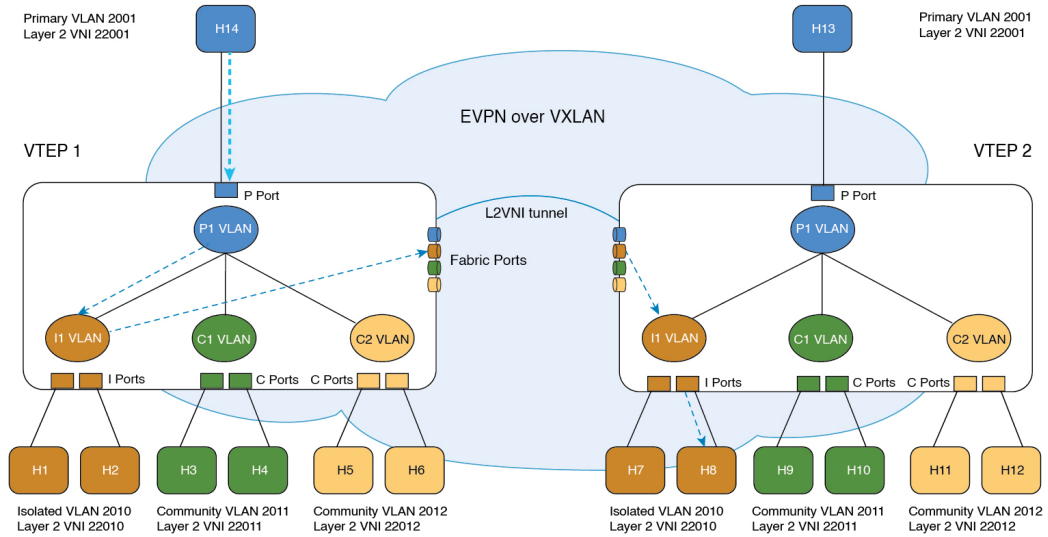 Primary VLAN 2001
Layer 2 VNI 22001
H14
H13
Primary VLAN 2001
Layer 2 VNI 22001
EVPN over VXLAN
VTEP 1
VTEP 2
P Port
P Port
L2VNI tunnel
P1 VLAN
P1 VLAN
Fabric Ports
I1 VLAN
C1 VLAN
C2 VLAN
I1 VLAN
C1 VLAN
C2 VLAN
I Ports
C Ports
C Ports
I Ports
C Ports
C Ports
H1
H2
H3
H4
H5
H6
H7
H8
H9
H10
H11
H12
Isolated VLAN 2010
Layer 2 VNI 22010
Community VLAN 2011
Layer 2 VNI 22011
Community VLAN 2012
Layer 2 VNI 22012
Isolated VLAN 2010
Layer 2 VNI 22010
Community VLAN 2011
Layer 2 VNI 22011
Community VLAN 2012
Layer 2 VNI 22012